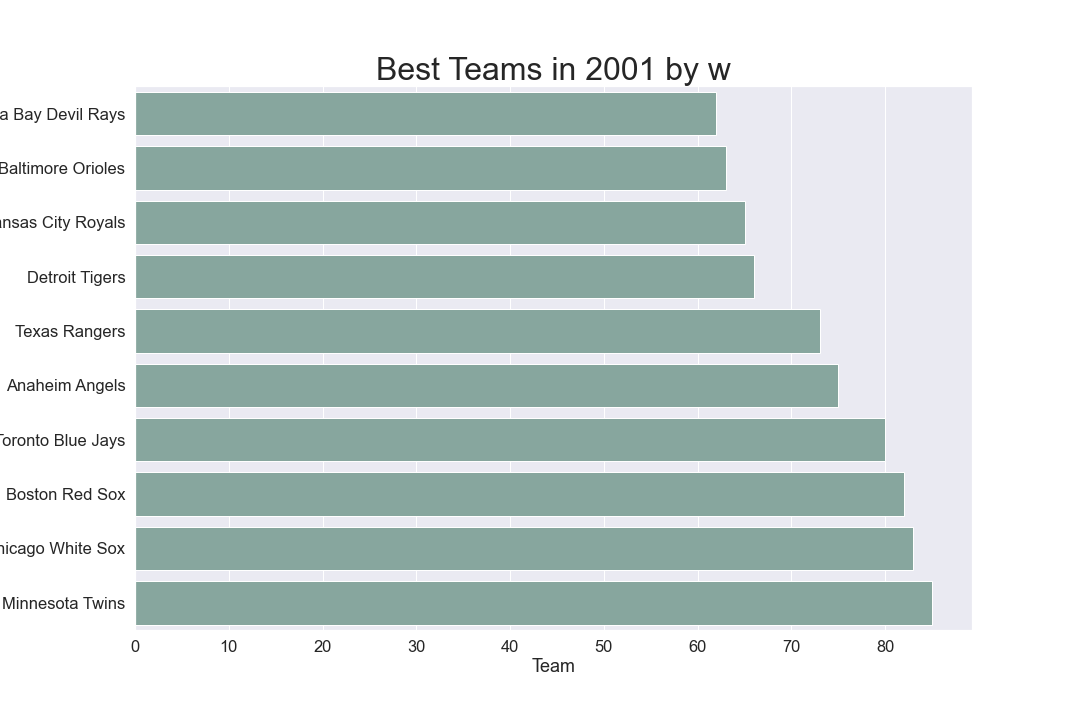 Best Teams in 2001 by w
a Bay Devil Rays
Baltimore Orioles
ansas City Royals
Detroit Tigers
Texas Rangers
Anaheim Angels
Toronto Blue Jays
Boston Red Sox
hicago White Sox
Minnesota Twins
0 10 20 30 40 50 60 70 80
Team